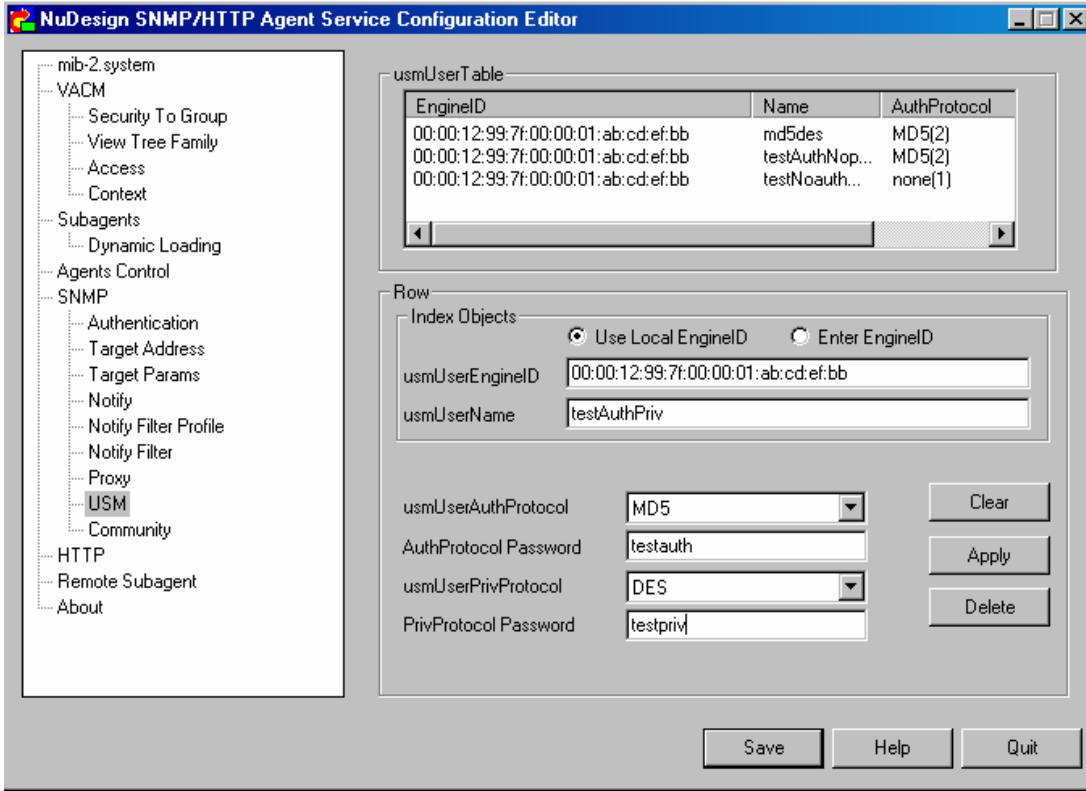 NuDesign SNMP/HTTP Agent Service Configuration Editor
mib-2.system
VACM
Security To Group
View Tree Family
Access
Context
Subagents
Dynamic Loading
Agents Control
SNMP
Authentication
Target Address
Target Params
Notify
Notify Filter Profile
Notify Filter
Proxy
USM
Community
HTTP
Remote Subagent
About
usmUserTable
EngineID Name AuthProtocol
00:00:12:99:7f:00:00:01:ab:cd:ef:bb md5des MD5(2)
00:00:12:99:7f:00:00:01:ab:cd:ef:bb testAuthNop... MD5(2)
00:00:12:99:7f:00:00:01:ab:cd:ef:bb testNoauth... none(1)
Row
Index Objects
Use Local EngineID Enter EngineID
usmUserEngineID 00:00:12:99:7f:00:00:01:ab:cd:ef:bb
usmUserName testAuthPriv
usmUserAuthProtocol MD5 Clear
AuthProtocol Password testauth Apply
usmUserPrivProtocol DES Delete
PrivProtocol Password testpriv
Save Help Quit